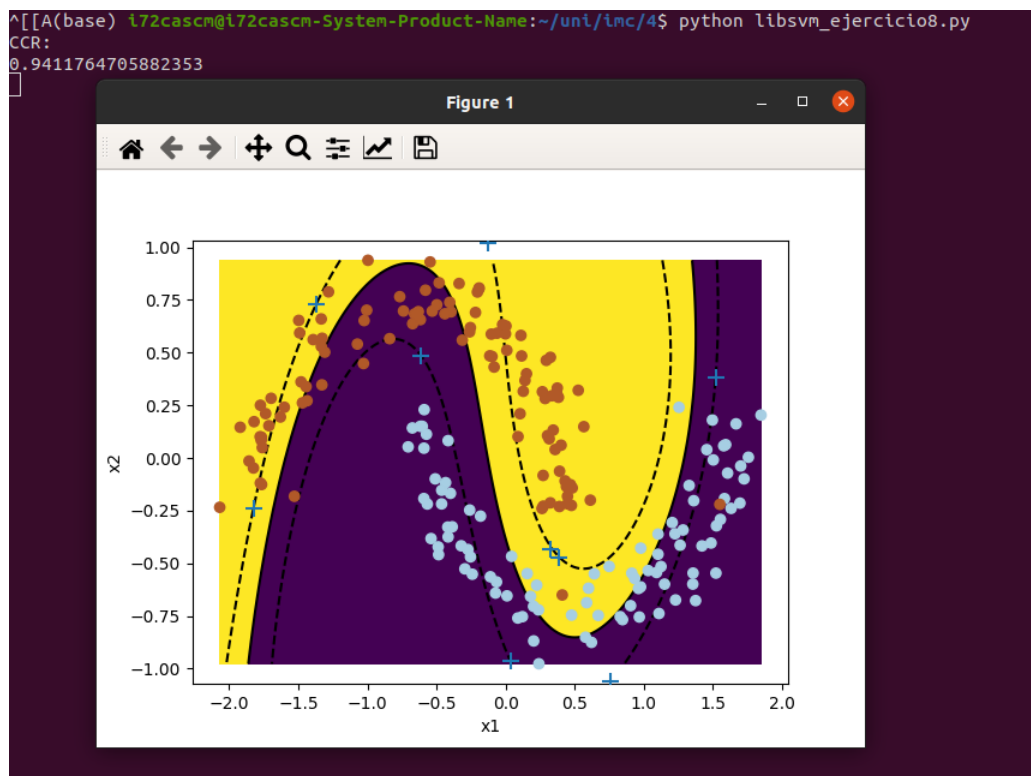 ^[[A(base) i72cascm@i72cascm-System-Product-Name:~/uni/imc/4$ python libsvm_ejercicio8.py
CCR:
0.9411764705882353
Figure 1
1.00
0.75
0.50
0.25
0.00
−0.25
−0.50
−0.75
−1.00
x2
−2.0 −1.5 −1.0 −0.5 0.0 0.5 1.0 1.5 2.0
x1